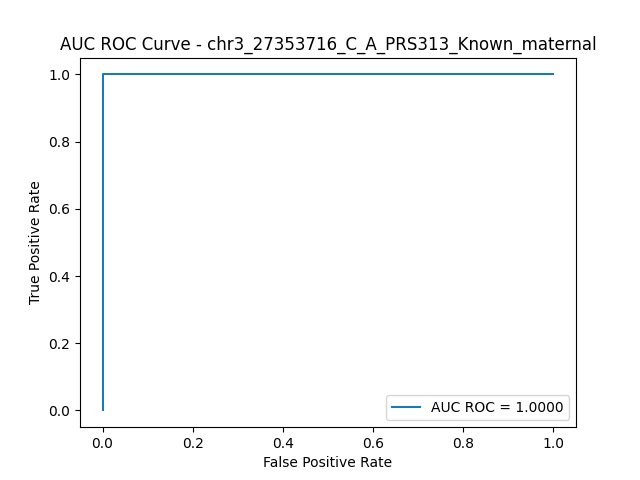 AUC ROC Curve - chr3_27353716_C_A_PRS313_Known_maternal
1.0
0.8
0.6
0.4
0.2
0.0
True Positive Rate
AUC ROC = 1.0000
0.0 0.2 0.4 0.6 0.8 1.0
False Positive Rate